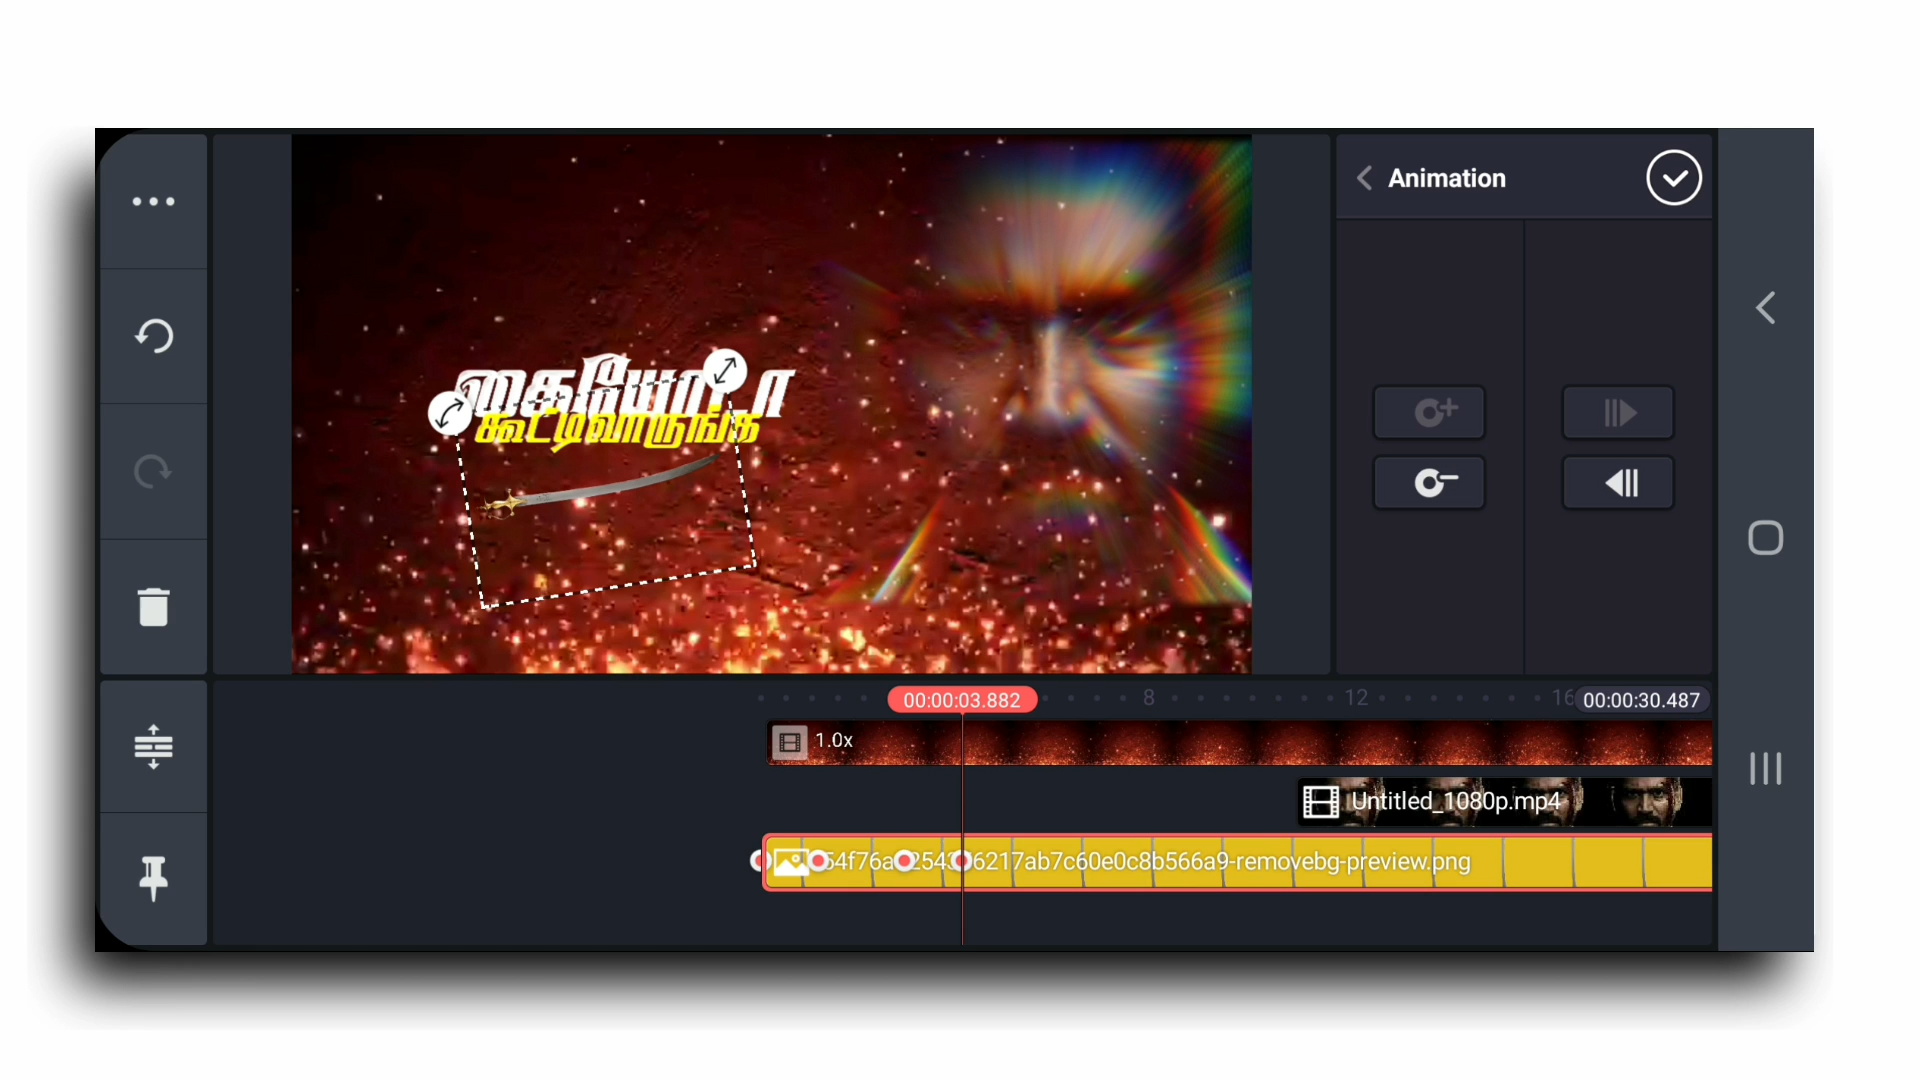 Animation
கையோடா
கூட்டிவாருங்க
00:00:03.882
8
12
16
00:00:30.487
1.0x
Untitled_1080p.mp4
6217ab7c60e0c8b566a9-removebg-preview.png